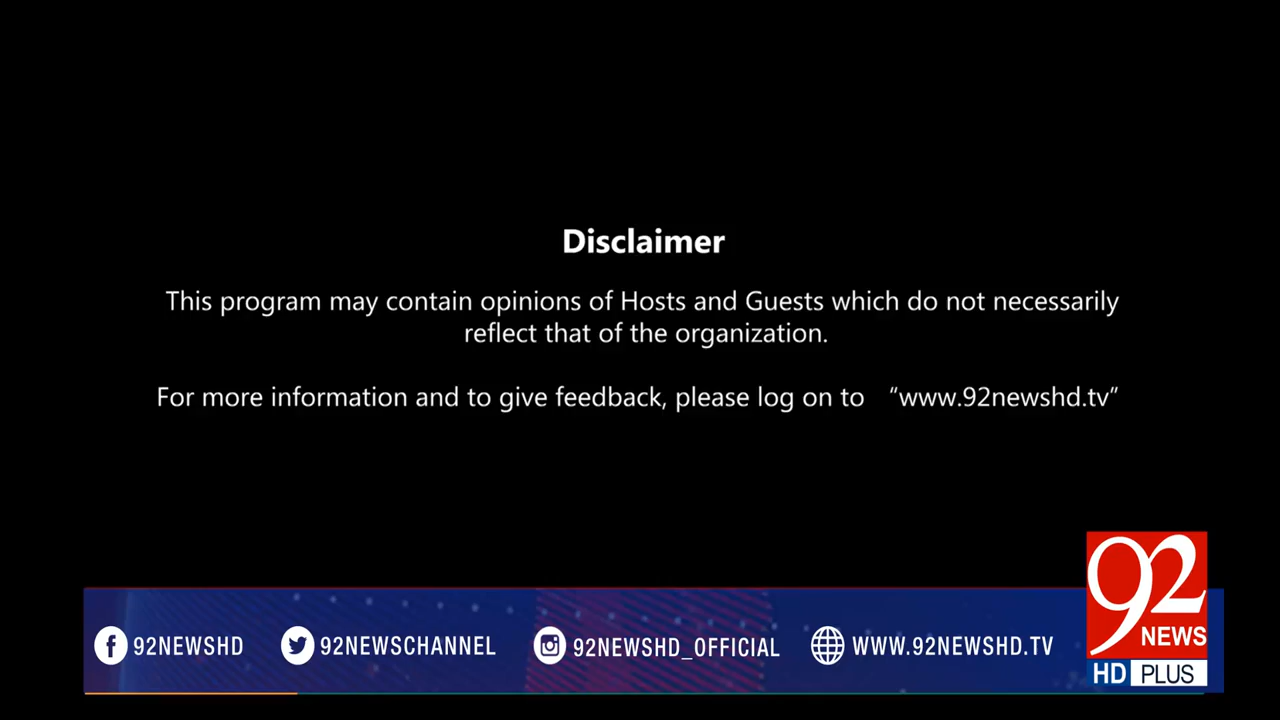 Disclaimer
This program may contain opinions of Hosts and Guests which do not necessarily
reflect that of the organization.
For more information and to give feedback, please log on to “www.92newshd.tv”
92NEWSHD 92NEWSCHANNEL 92NEWSHD_OFFICIAL WWW.92NEWSHD.TV
92
NEWS
HD PLUS